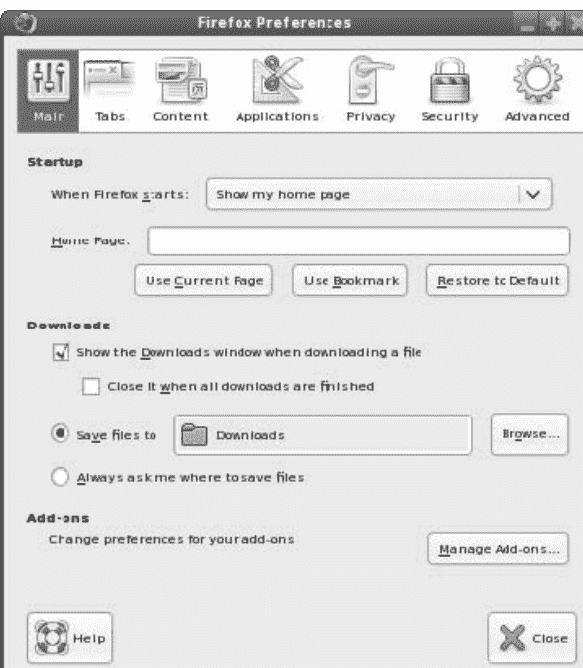 Firefox Preferences
Main Tabs Content Applications Privacy Security Advanced
Startup
When Firefox starts: Show my home page
Home Page:
Use Current Page Use Bookmark Restore to Default
Downloads
Show the Downloads window when downloading a file
Close it when all downloads are finished
Save files to Downloads Browse...
Always ask me where to save files
Add-ons
Change preferences for your add-ons
Manage Add-ons...
Help Close